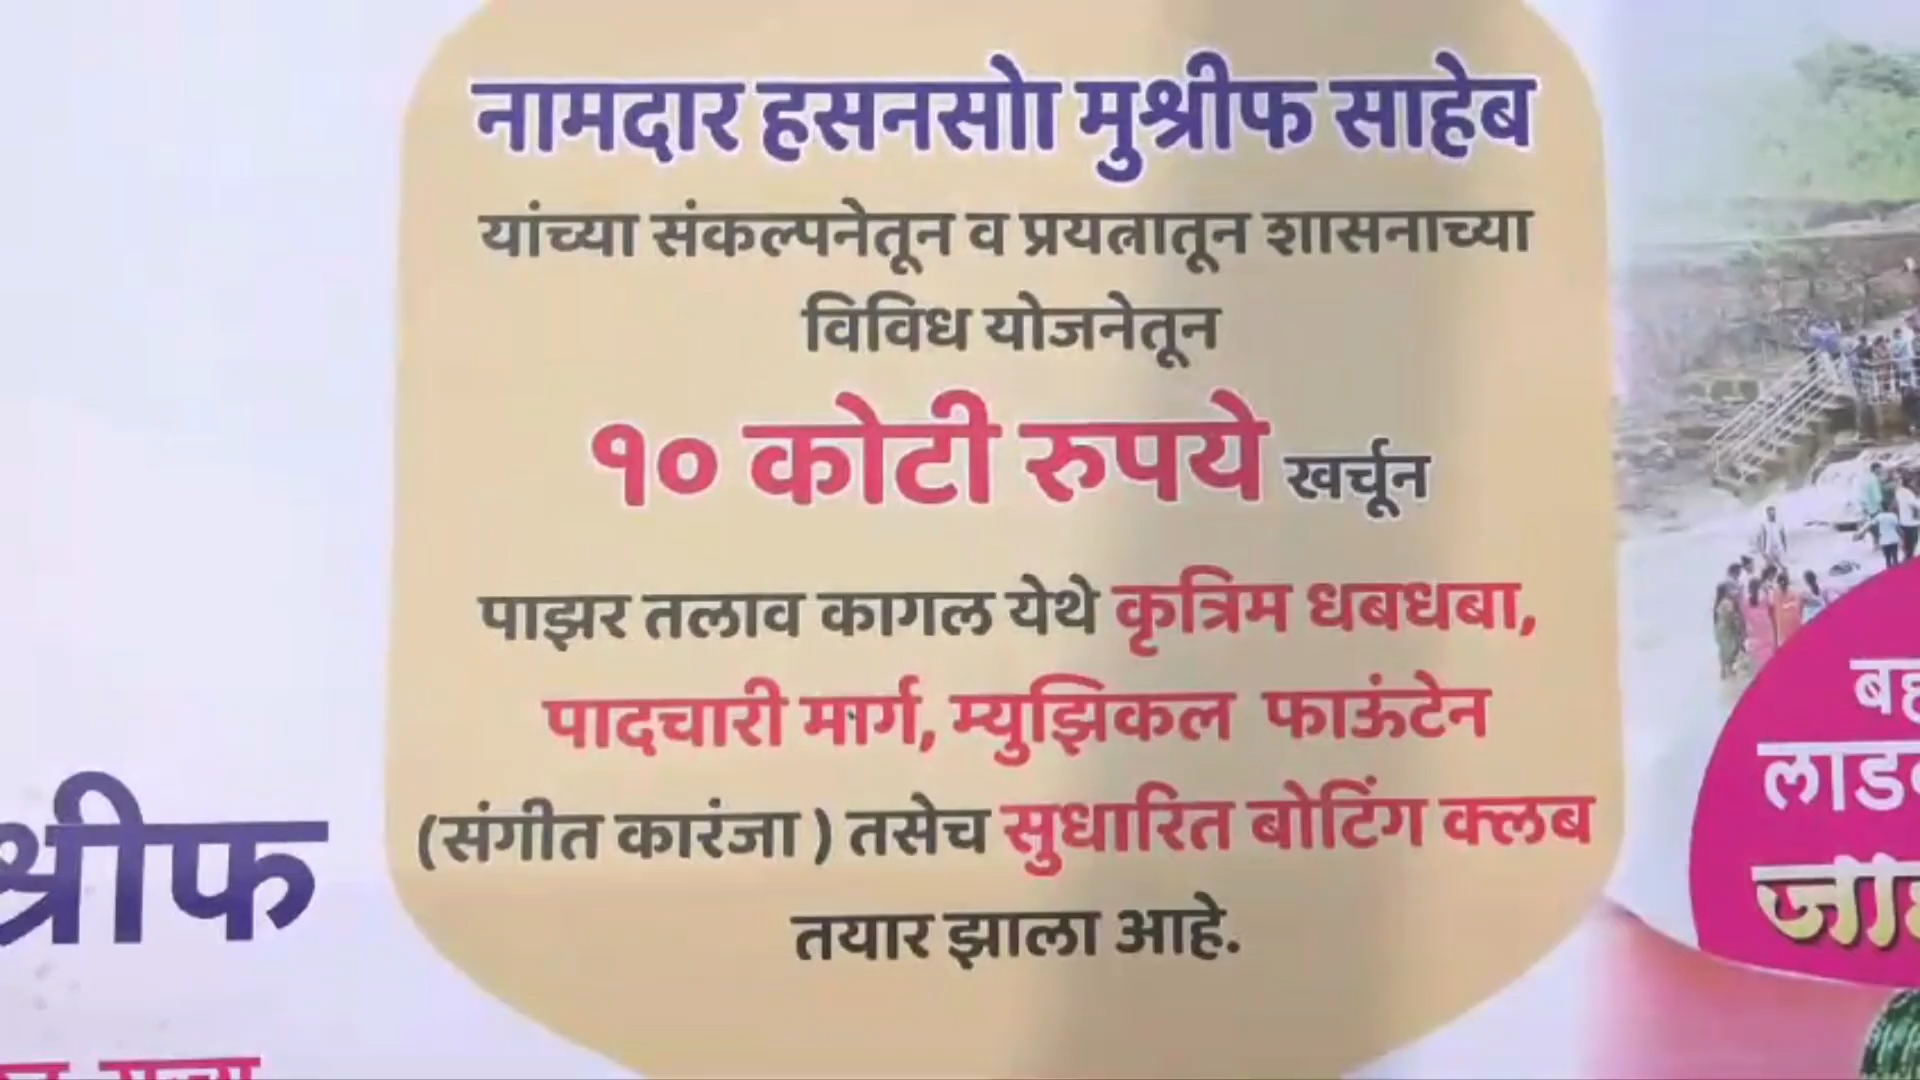 नामदार हसनसाो मुश्रीफ साहेब
यांच्या संकल्पनेतून व प्रयत्नातून शासनाच्या
विविध योजनेतून
१० कोटी रुपये खर्चून
पाझर तलाव कागल येथे कृत्रिम धबधबा,
पादचारी मार्ग, म्युझिकल फाऊंटेन
(संगीत कारंजा ) तसेच सुधारित बोटिंग क्लब
तयार झाला आहे.
श्रीफ